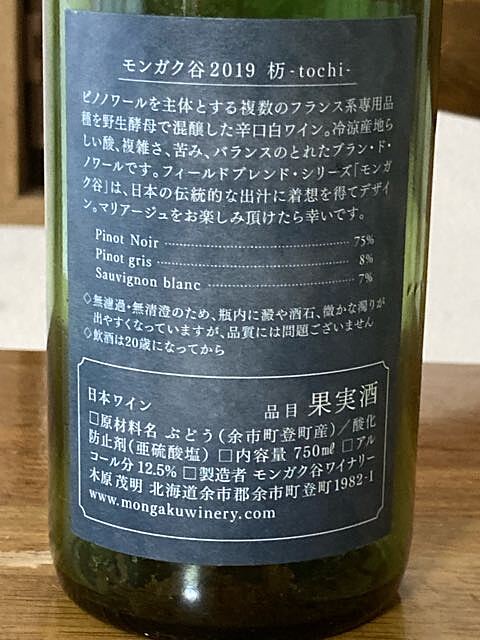 モンガク谷2019 杤 -tochi-
ピノノワールを主体とする複数のフランス系専用品
種を野生酵母で混醸した辛口白ワイン。冷涼産地ら
しい酸、複雑さ、苦み、バランスのとれたブラン・ド・
ノワールです。フィールドブレンド・シリーズ「モンガ
ク谷」は、日本の伝統的な出汁に着想を得てデザイ
ン。マリアージュをお楽しみ頂けたら幸いです。
Pinot Noir ........................ 75%
Pinot gris ........................ 8%
Sauvignon blanc ........................ 7%
◇無濾過・無清澄のため、瓶内に澱や酒石、微かな濁りが
出やすくなっていますが、品質には問題ございません
◇飲酒は20歳になってから
日本ワイン 品目 果実酒
□原材料名 ぶどう(余市町登町産)/酸化
防止剤(亜硫酸塩) □内容量 750ml □アル
コール分 12.5% □製造者 モンガク谷ワイナリー
木原茂明 北海道余市郡余市町登町1982-1
www.mongakuwinery.com